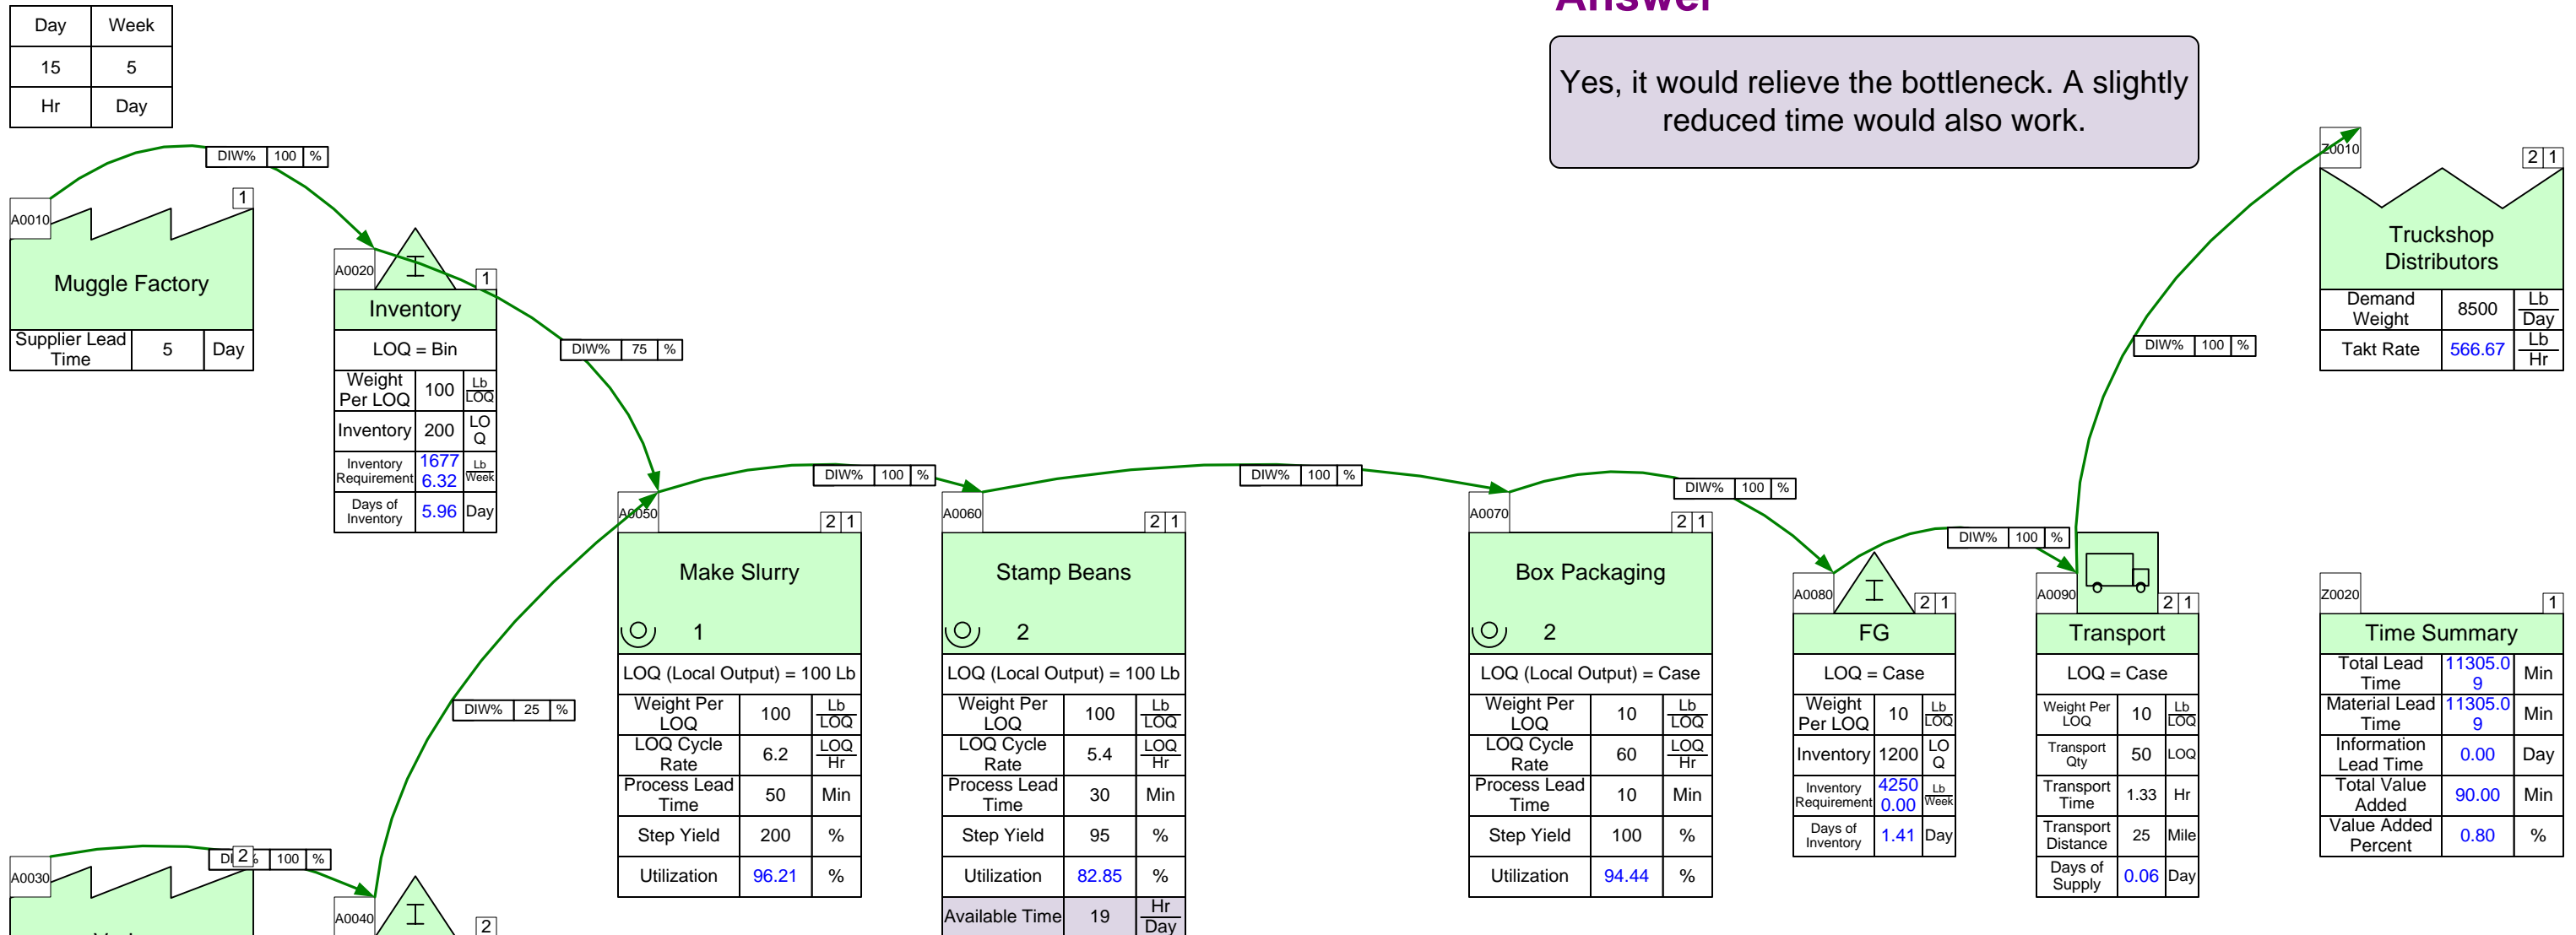 Answer
Day Week
15 5
Hr Day
Yes, it would relieve the bottleneck. A slightly
reduced time would also work.
DIW% 100 %
A0010
1
Muggle Factory
Supplier Lead
Time
5 Day
A0020
I
1
Inventory
LOQ = Bin
Weight
Per LOQ
100
Lb
LOQ
Inventory 200
LO
Q
Inventory
Requirement
1677
6.32
Lb
Week
Days of
Inventory
5.96 Day
DIW% 75 %
DIW% 25 %
A0030
2
100 %
A0040
I
2
A0050
2 1
Make Slurry
1
LOQ (Local Output) = 100 Lb
Weight Per
LOQ
100
Lb
LOQ
LOQ Cycle
Rate
6.2
LOQ
Hr
Process Lead
Time
50 Min
Step Yield 200 %
Utilization 96.21 %
DIW% 100 %
A0060
2 1
Stamp Beans
2
LOQ (Local Output) = 100 Lb
Weight Per
LOQ
100
Lb
LOQ
LOQ Cycle
Rate
5.4
LOQ
Hr
Process Lead
Time
30 Min
Step Yield 95 %
Utilization 82.85 %
Available Time 19
Hr
Day
DIW% 100 %
A0070
2 1
Box Packaging
2
LOQ (Local Output) = Case
Weight Per
LOQ
10
Lb
LOQ
LOQ Cycle
Rate
60
LOQ
Hr
Process Lead
Time
10 Min
Step Yield 100 %
Utilization 94.44 %
DIW% 100 %
A0080
I
2 1
FG
LOQ = Case
Weight
Per LOQ
10
Lb
LOQ
Inventory 1200
LO
Q
Inventory
Requirement
4250
0.00
Lb
Week
Days of
Inventory
1.41 Day
DIW% 100 %
A0090
2 1
Transport
LOQ = Case
Weight Per
LOQ
10
Lb
LOQ
Transport
Qty
50 LOQ
Transport
Time
1.33 Hr
Transport
Distance
25 Mile
Days of
Supply
0.06 Day
DIW% 100 %
Z0010
2 1
Truckshop
Distributors
Demand
Weight
8500
Lb
Day
Takt Rate 566.67
Lb
Hr
Z0020
1
Time Summary
Total Lead
Time
11305.0
9
Min
Material Lead
Time
11305.0
9
Min
Information
Lead Time
0.00 Day
Total Value
Added
90.00 Min
Value Added
Percent
0.80 %